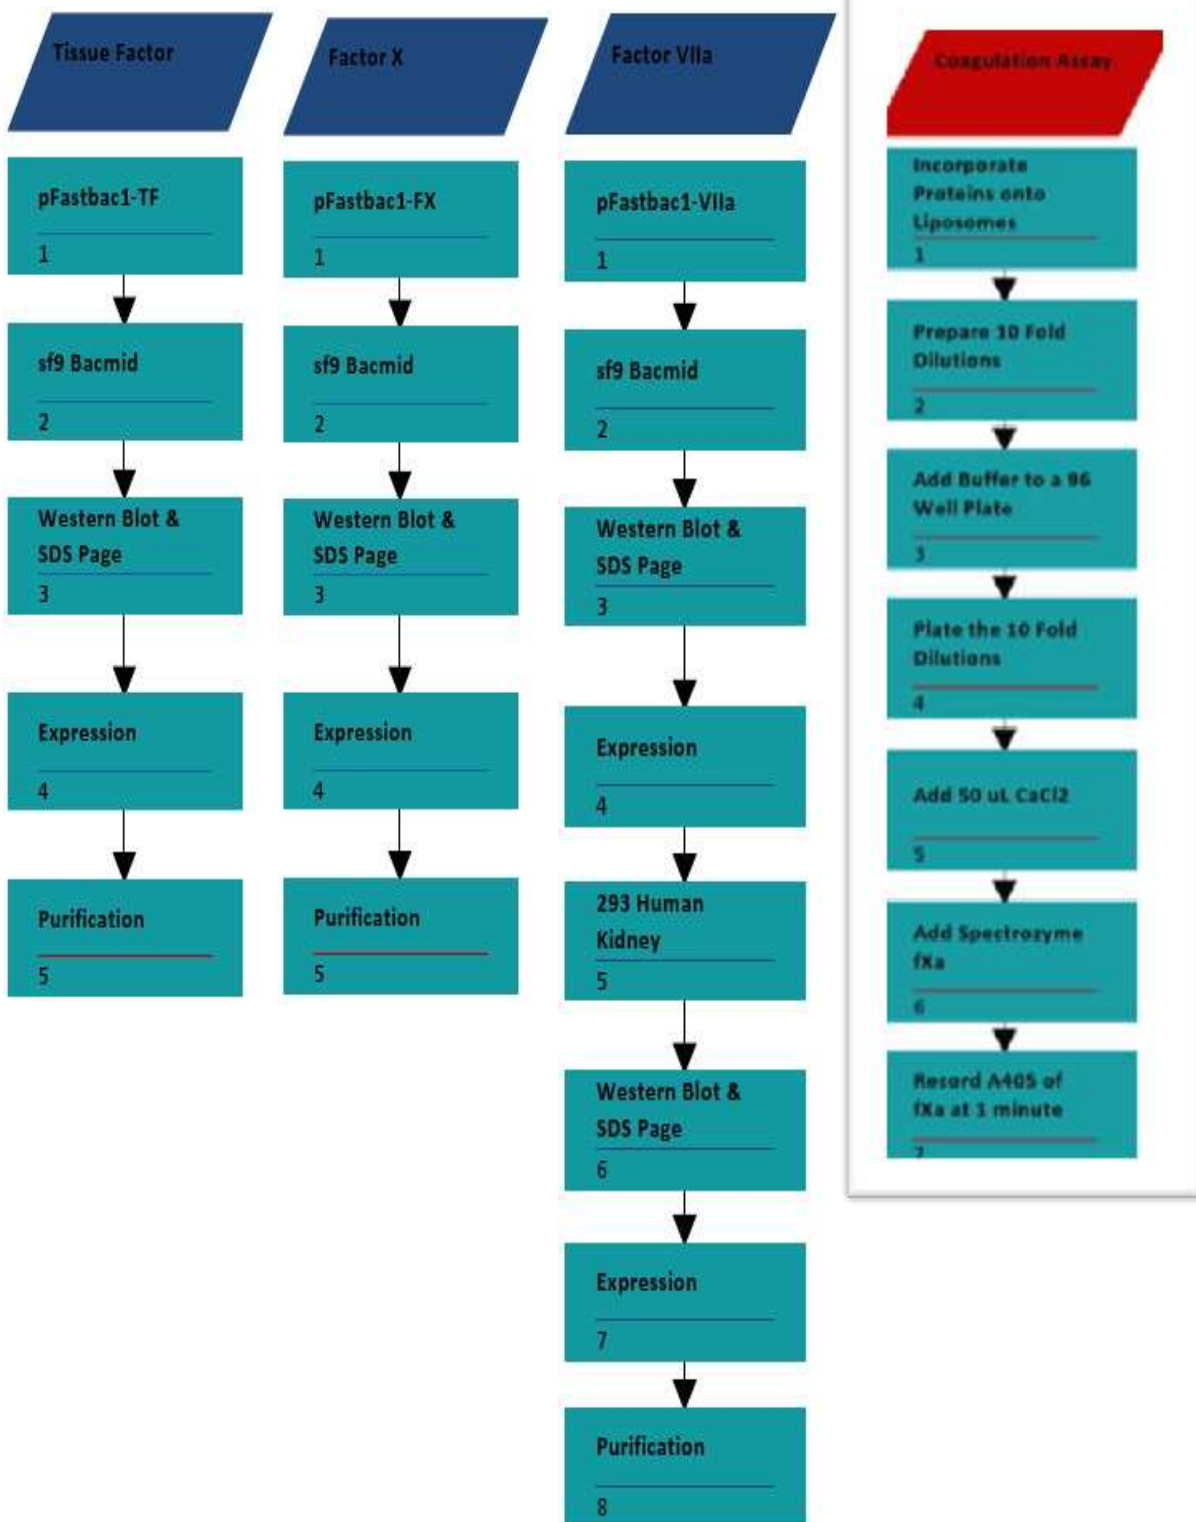 Tissue Factor
pFastbac1-TF
1
sf9 Bacmid
2
Western Blot &
SDS Page
3
Expression
4
Purification
5
Factor X
pFastbac1-FX
1
sf9 Bacmid
2
Western Blot &
SDS Page
3
Expression
4
Purification
5
Factor VIIa
pFastbac1-VIIa
1
sf9 Bacmid
2
Western Blot &
SDS Page
3
Expression
4
293 Human
Kidney
5
Western Blot &
SDS Page
6
Expression
7
Purification
8
Coagulation Assay
Incorporate
Proteins onto
Liposomes
1
Prepare 10 Fold
Dilutions
2
Add Buffer to a 96
Well Plate
3
Plate the 10 Fold
Dilutions
4
Add 50 uL CaCl2
5
Add Spectrozyme
fXa
6
Record A405 of
fXa at 1 minute
7